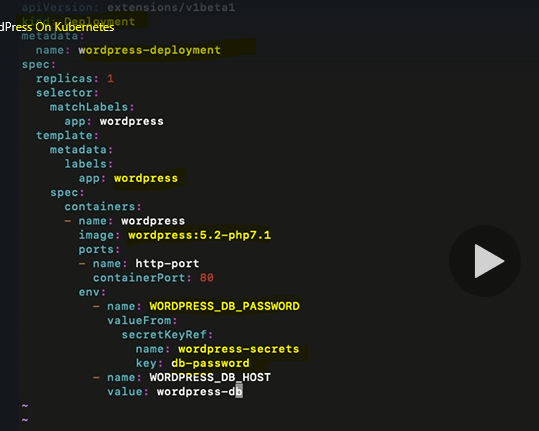 apiVersion: extensions/v1beta1
kind: Deployment
dPress On Kubernetes
metadata:
  name: wordpress-deployment
spec:
  replicas: 1
  selector:
    matchLabels:
      app: wordpress
  template:
    metadata:
      labels:
        app: wordpress
    spec:
      containers:
      - name: wordpress
        image: wordpress:5.2-php7.1
        ports:
        - name: http-port
          containerPort: 80
        env:
          - name: WORDPRESS_DB_PASSWORD
            valueFrom:
              secretKeyRef:
                name: wordpress-secrets
                key: db-password
          - name: WORDPRESS_DB_HOST
            value: wordpress-db
~
~